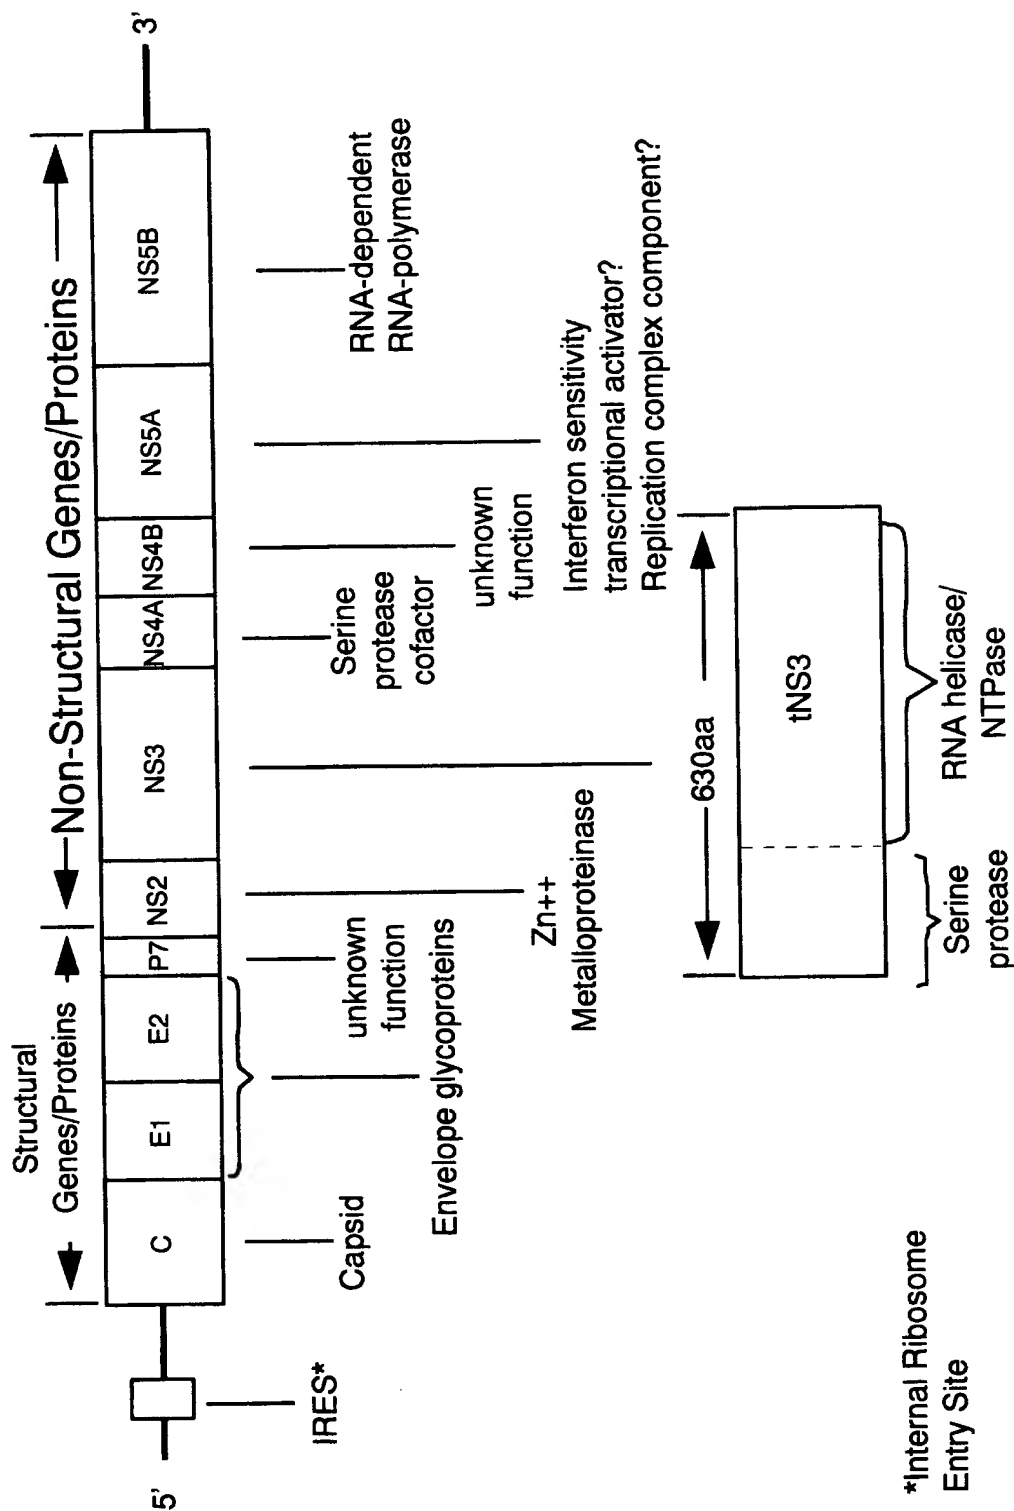 Structural
Genes/Proteins
Non-Structural Genes/Proteins
5'
C
E1
E2
P7
NS2
NS3
NS4A
NS4B
NS5A
NS5B
3'
IRES*
Capsid
Envelope glycoproteins
unknown
function
Zn++
Metalloproteinase
Serine
protease
cofactor
unknown
function
Interferon sensitivity
transcriptional activator?
Replication complex component?
RNA-dependent
RNA-polymerase
630aa
tNS3
Serine
protease
RNA helicase/
NTPase
*Internal Ribosome
Entry Site